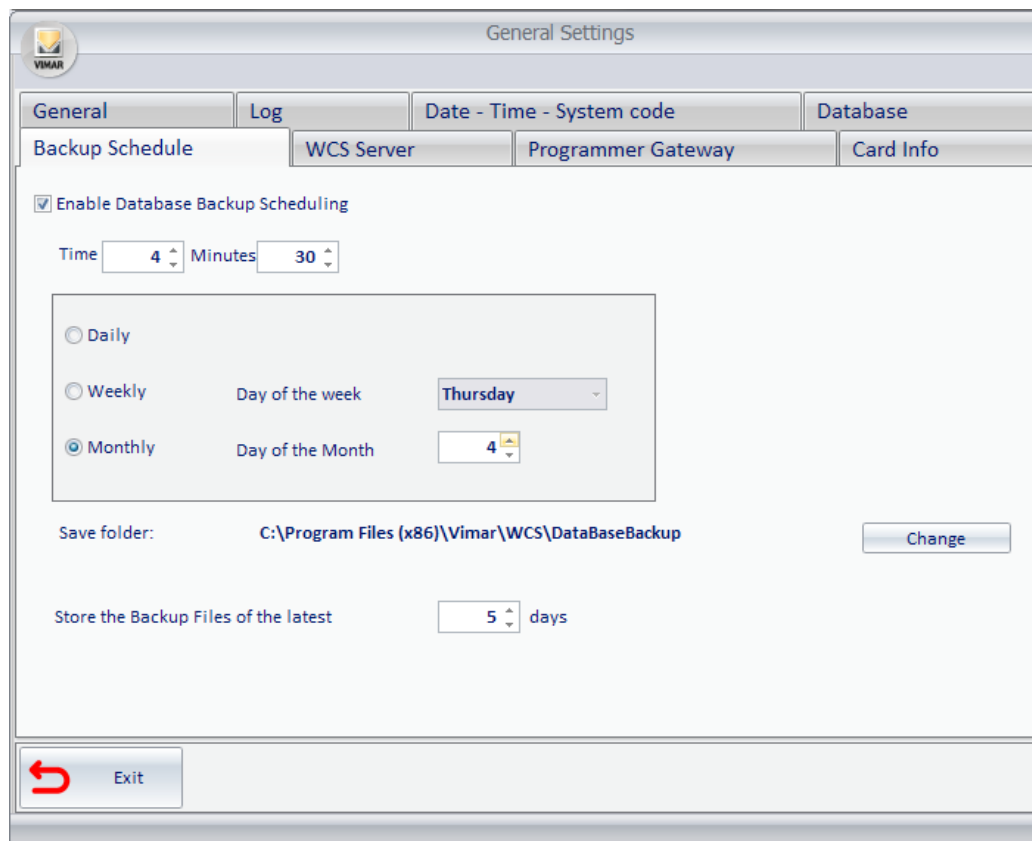 General Settings
VIMAR
General Log Date - Time - System code Database
Backup Schedule WCS Server Programmer Gateway Card Info
Enable Database Backup Scheduling
Time 4 Minutes 30
Daily
Weekly Day of the week Thursday
Monthly Day of the Month 4
Save folder: C:\Program Files (x86)\Vimar\WCS\DataBaseBackup Change
Store the Backup Files of the latest 5 days
Exit